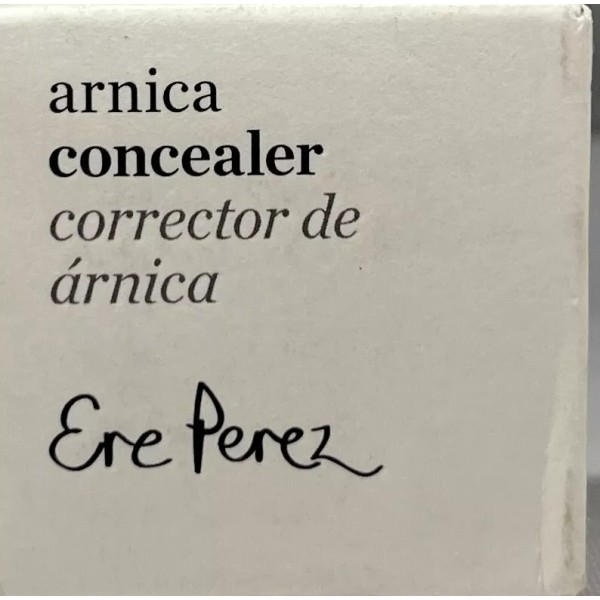 arnica
concealer
corrector de
árnica
Ere Perez